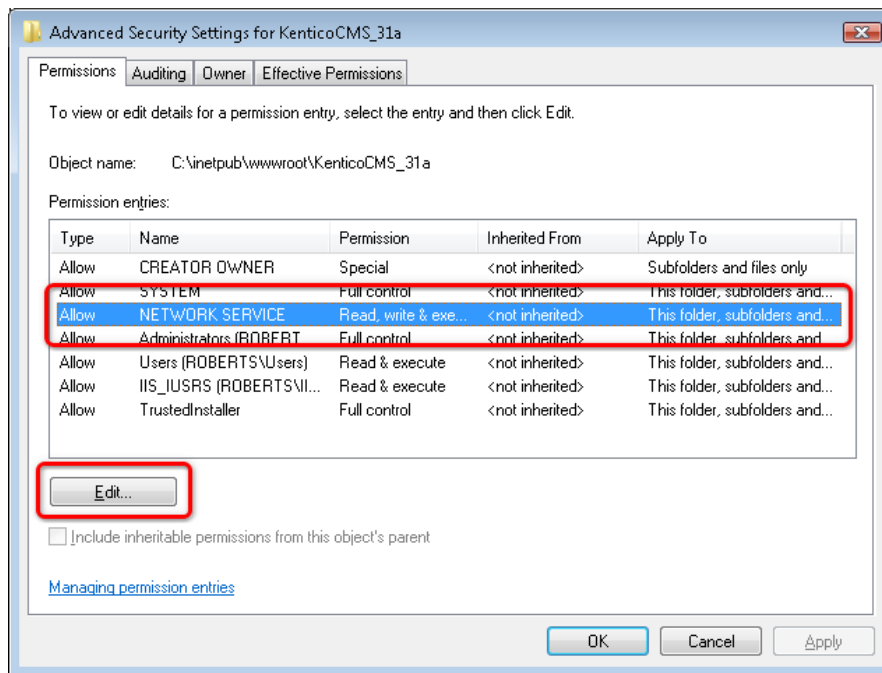 Advanced Security Settings for KenticoCMS_31a
Permissions Auditing Owner Effective Permissions
To view or edit details for a permission entry, select the entry and then click Edit.
Object name: C:\inetpub\wwwroot\KenticoCMS_31a
Permission entries:
Type Name Permission Inherited From Apply To
Allow CREATOR OWNER Special <not inherited> Subfolders and files only
Allow SYSTEM Full control <not inherited> This folder, subfolders and...
Allow NETWORK SERVICE Read, write & exe... <not inherited> This folder, subfolders and...
Allow Administrators (ROBERT Full control <not inherited> This folder, subfolders and
Allow Users (ROBERTS\Users) Read & execute <not inherited> This folder, subfolders and...
Allow IIS_IUSRS (ROBERTS\II... Read & execute <not inherited> This folder, subfolders and...
Allow TrustedInstaller Full control <not inherited> This folder, subfolders and...
Edit...
Include inheritable permissions from this object's parent
Managing permission entries
OK Cancel Apply